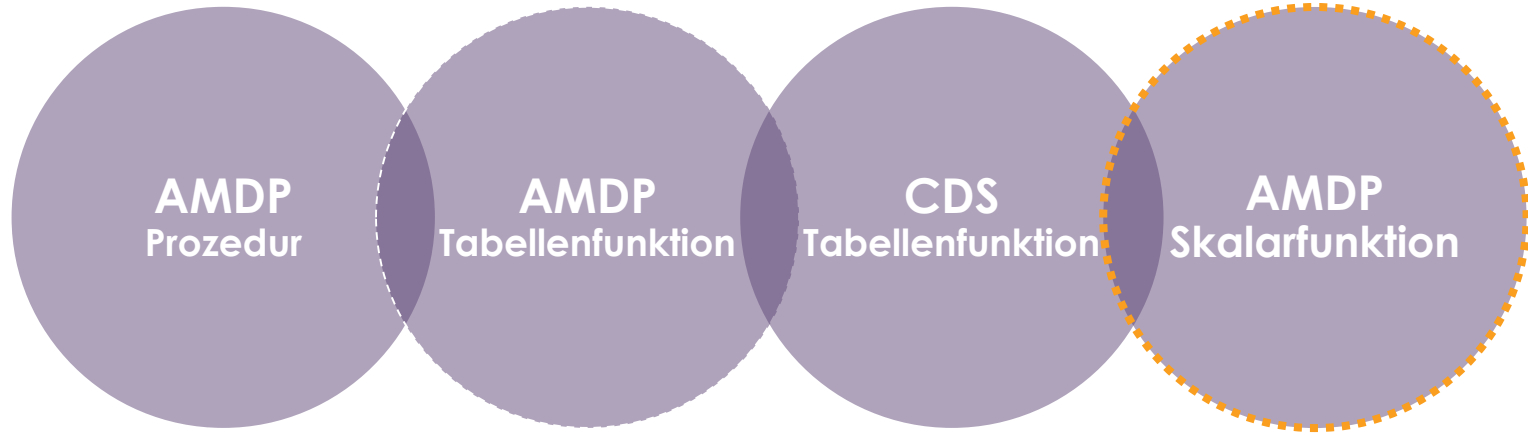 AMDP
Prozedur
AMDP
Tabellenfunktion
CDS
Tabellenfunktion
AMDP
Skalarfunktion